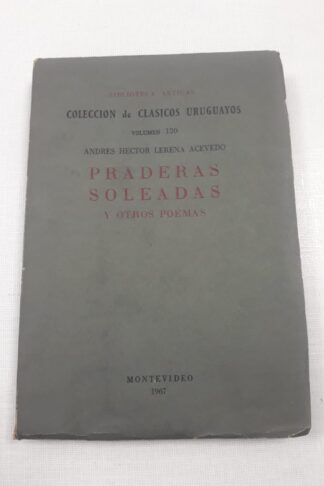 BIBLIOTECA ARTIGAS
COLECCION de CLASICOS URUGUAYOS
VOLUMEN 120
ANDRES HECTOR LERENA ACEVEDO
PRADERAS
SOLEADAS
Y OTROS POEMAS
MONTEVIDEO
1967